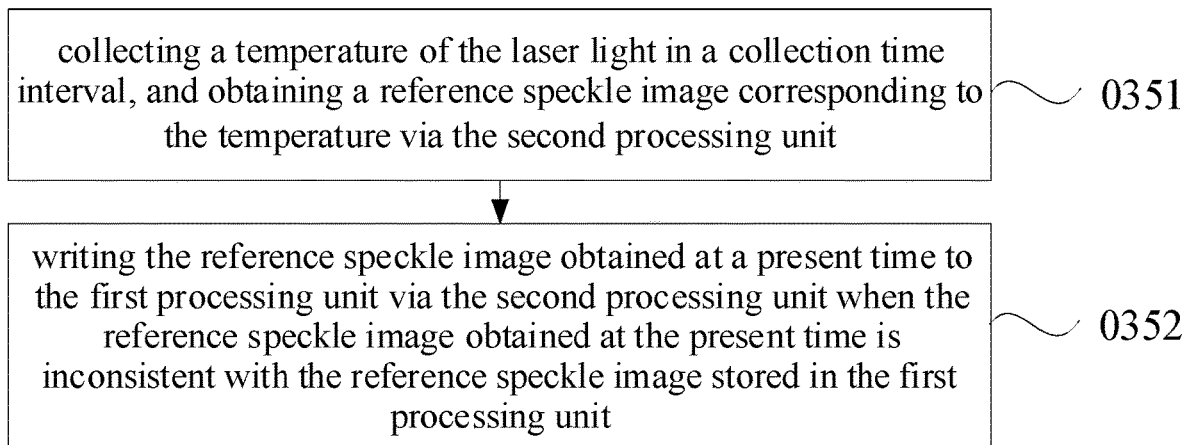 collecting a temperature of the laser light in a collection time
interval, and obtaining a reference speckle image corresponding to
the temperature via the second processing unit
0351
writing the reference speckle image obtained at a present time to
the first processing unit via the second processing unit when the
reference speckle image obtained at the present time is
inconsistent with the reference speckle image stored in the first
processing unit
0352